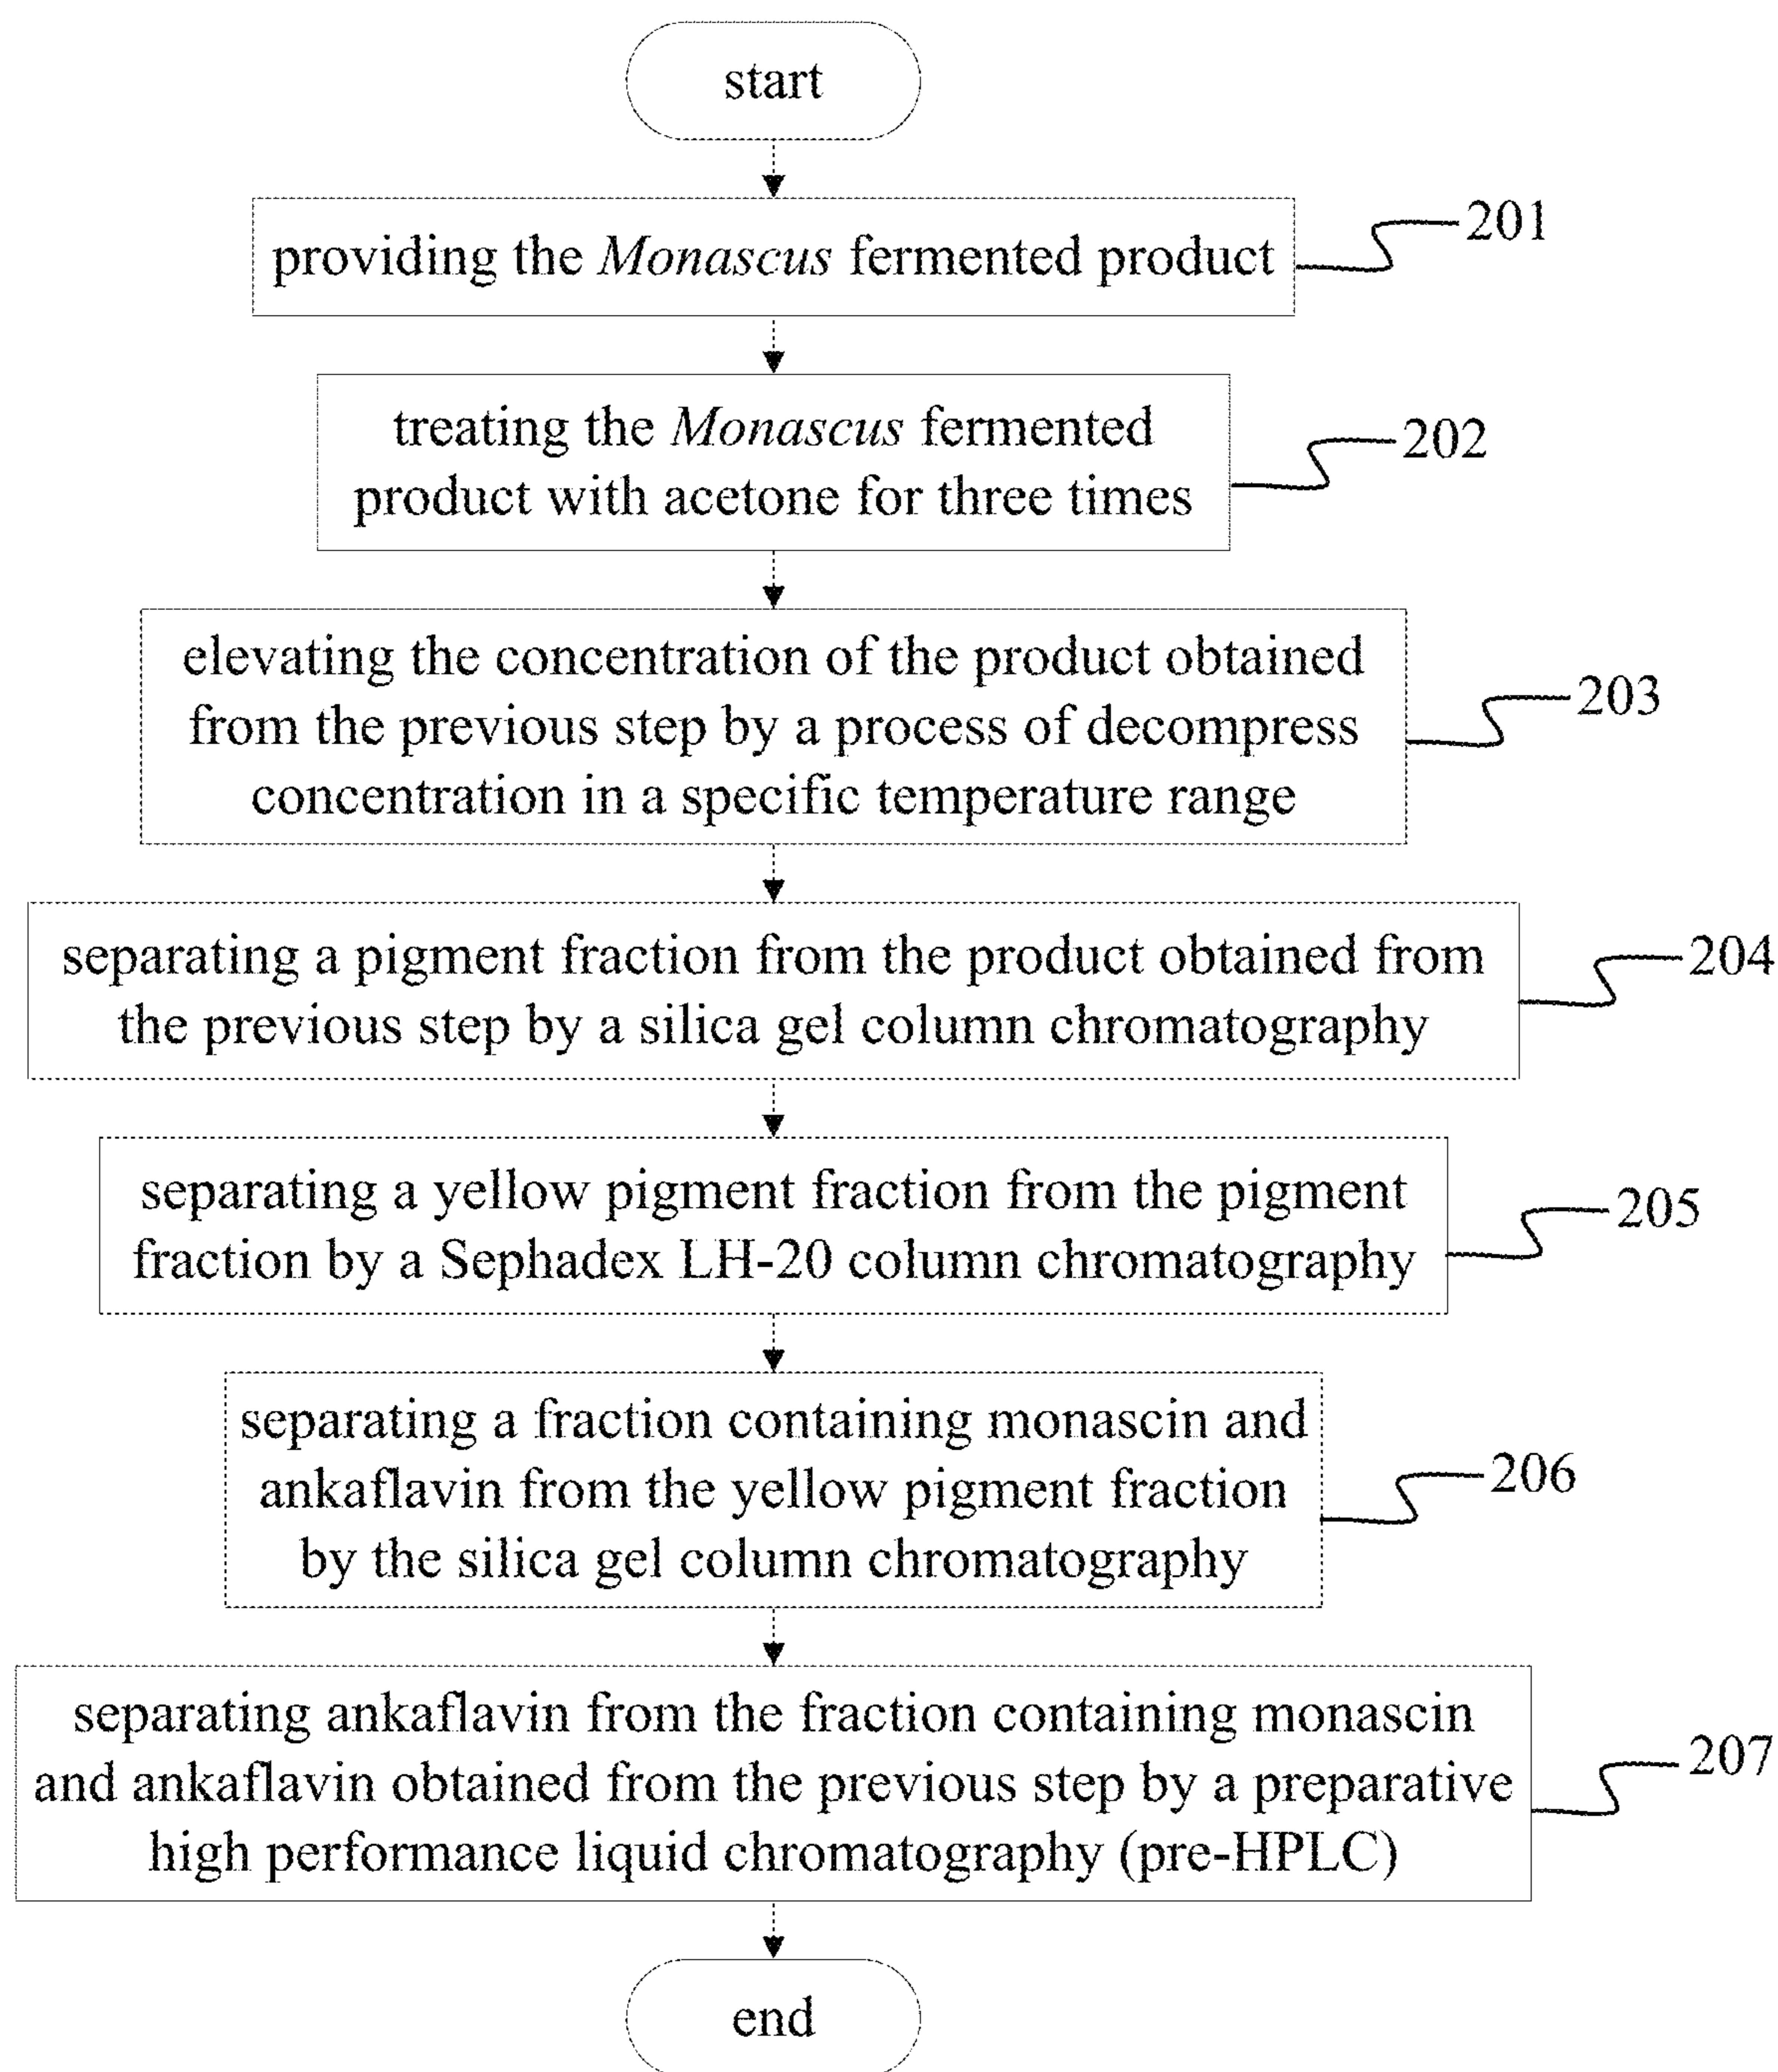 start
providing the Monascus fermented product
201
treating the Monascus fermented
product with acetone for three times
202
elevating the concentration of the product obtained
from the previous step by a process of decompress
concentration in a specific temperature range
203
separating a pigment fraction from the product obtained from
the previous step by a silica gel column chromatography
204
separating a yellow pigment fraction from the pigment
fraction by a Sephadex LH-20 column chromatography
205
separating a fraction containing monascin and
ankaflavin from the yellow pigment fraction
by the silica gel column chromatography
206
separating ankaflavin from the fraction containing monascin
and ankaflavin obtained from the previous step by a preparative
high performance liquid chromatography (pre-HPLC)
207
end